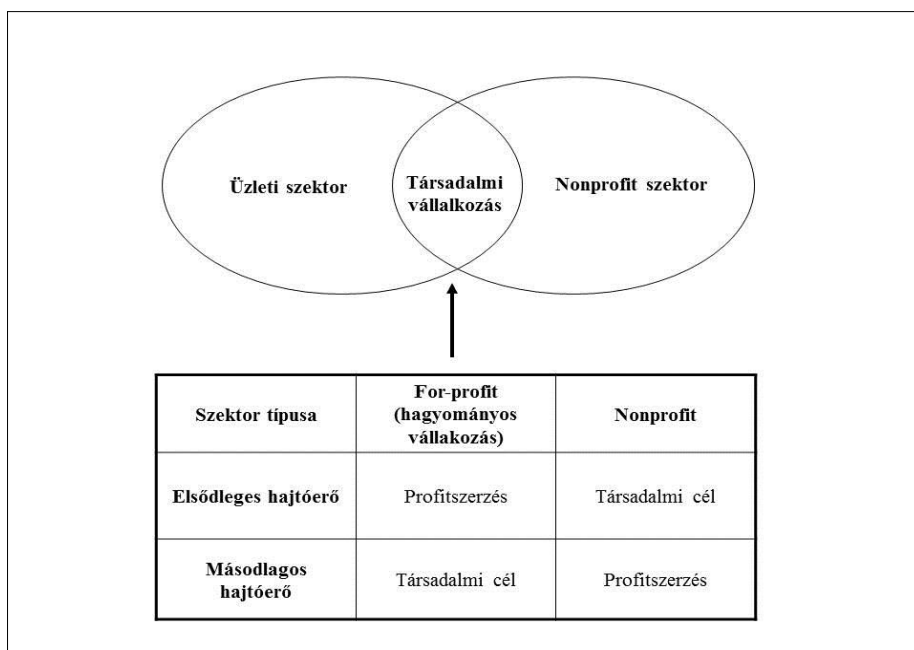 Üzleti szektor
Társadalmi
vállalkozás
Nonprofit szektor
Szektor típusa
For-profit
(hagyományos
vállakozás)
Nonprofit
Elsődleges hajtóerő
Profitszerzés
Társadalmi cél
Másodlagos
hajtóerő
Társadalmi cél
Profitszerzés